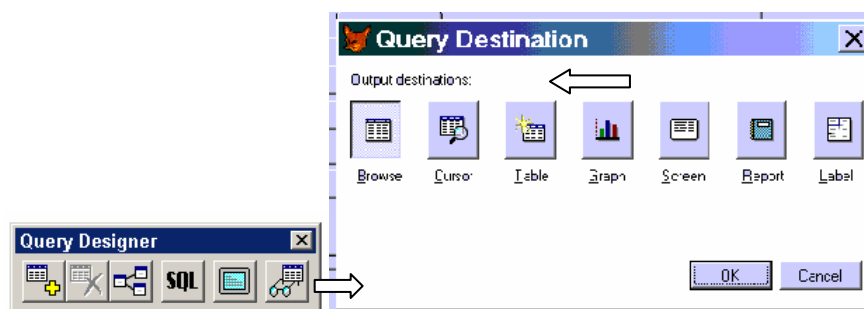 Query Destination
Output destinations:
Browse Cursor Table Graph Screen Report Label
Query Designer
SQL
OK Cancel